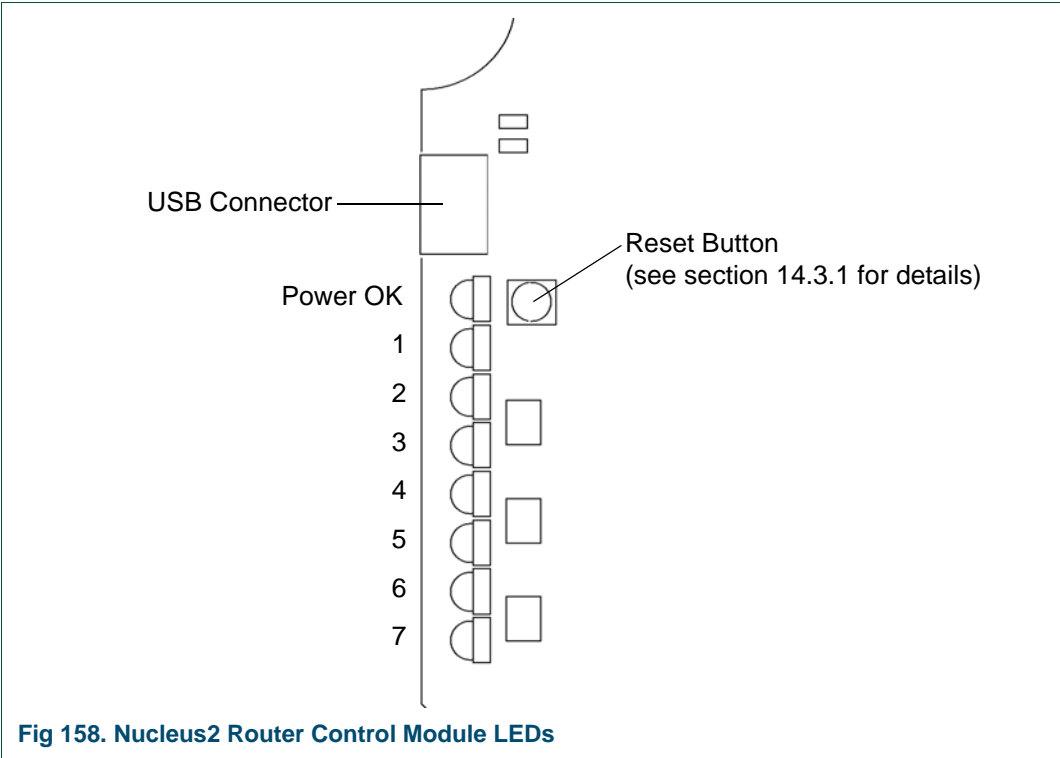 USB Connector
Reset Button
(see section 14.3.1 for details)
Power OK
1
2
3
4
5
6
7
Fig 158. Nucleus2 Router Control Module LEDs